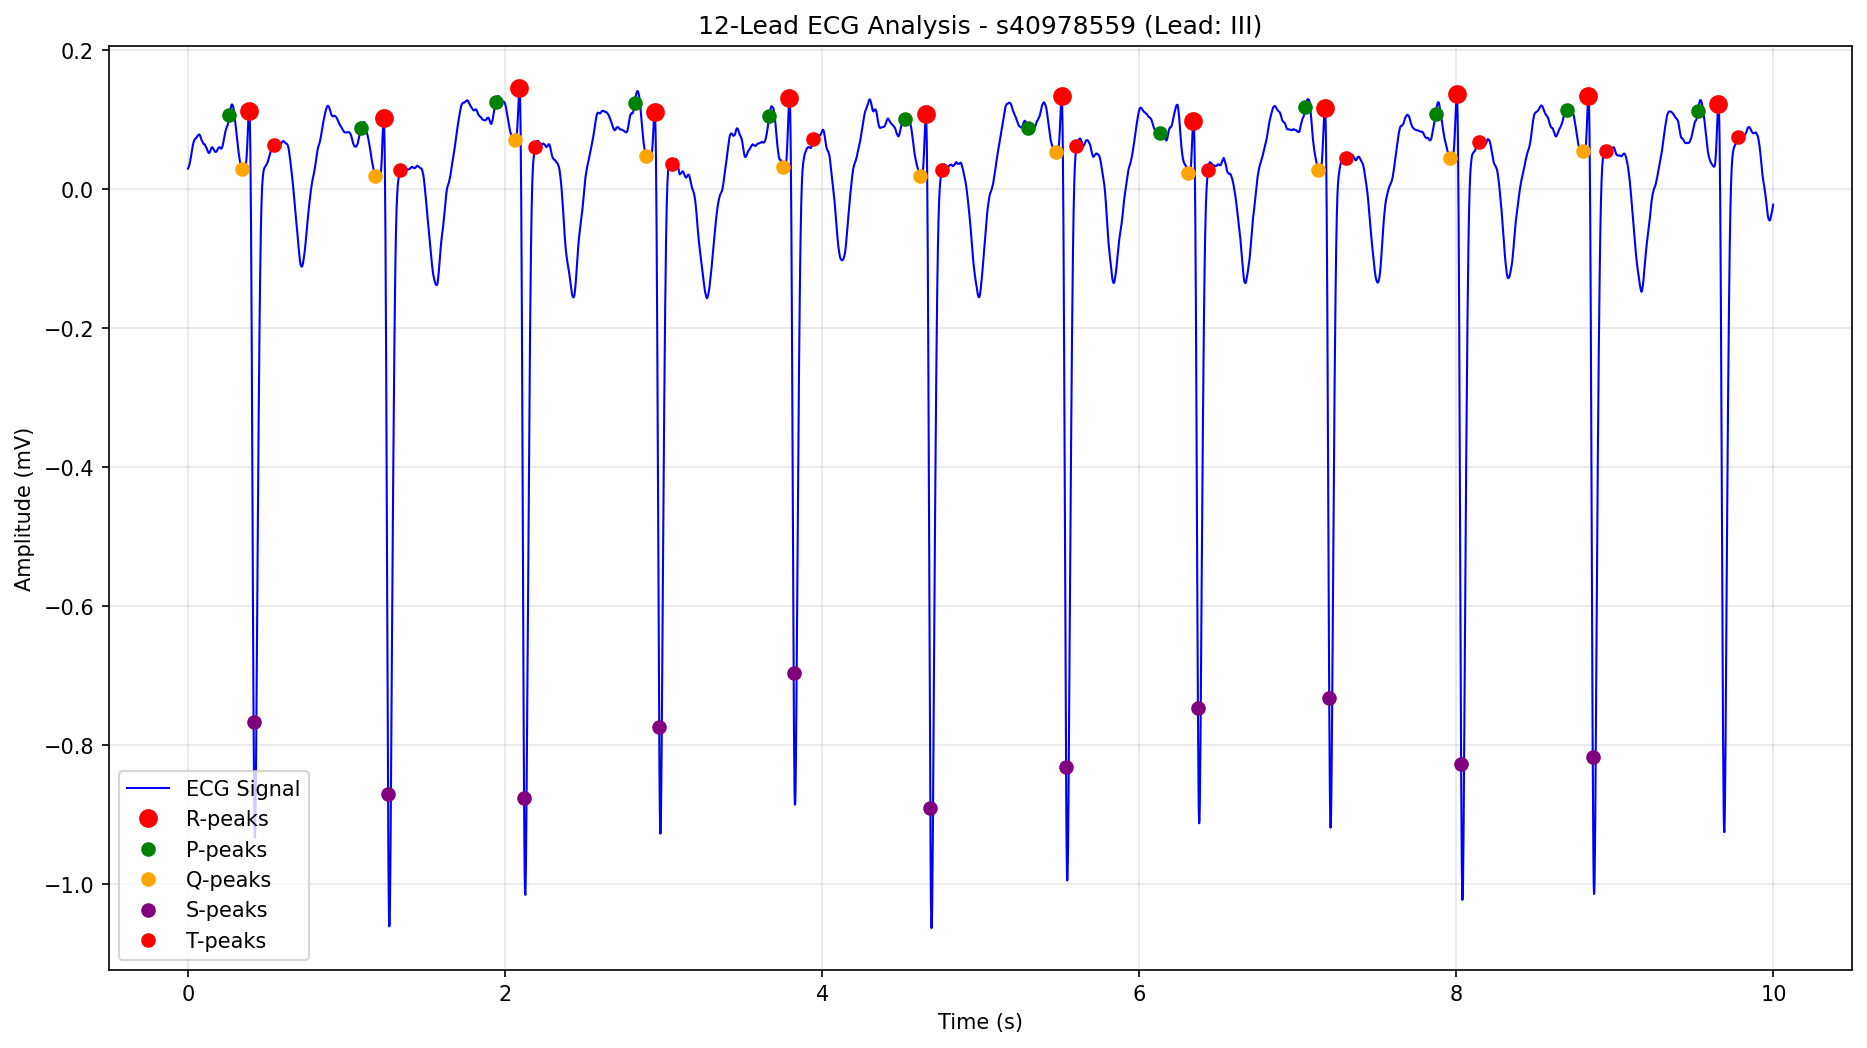 12-Lead ECG Analysis - s40978559 (Lead: III)
Amplitude (mV)
0.2
0.0
−0.2
−0.4
−0.6
−0.8
−1.0
ECG Signal
R-peaks
P-peaks
Q-peaks
S-peaks
T-peaks
0 2 4 6 8 10
Time (s)